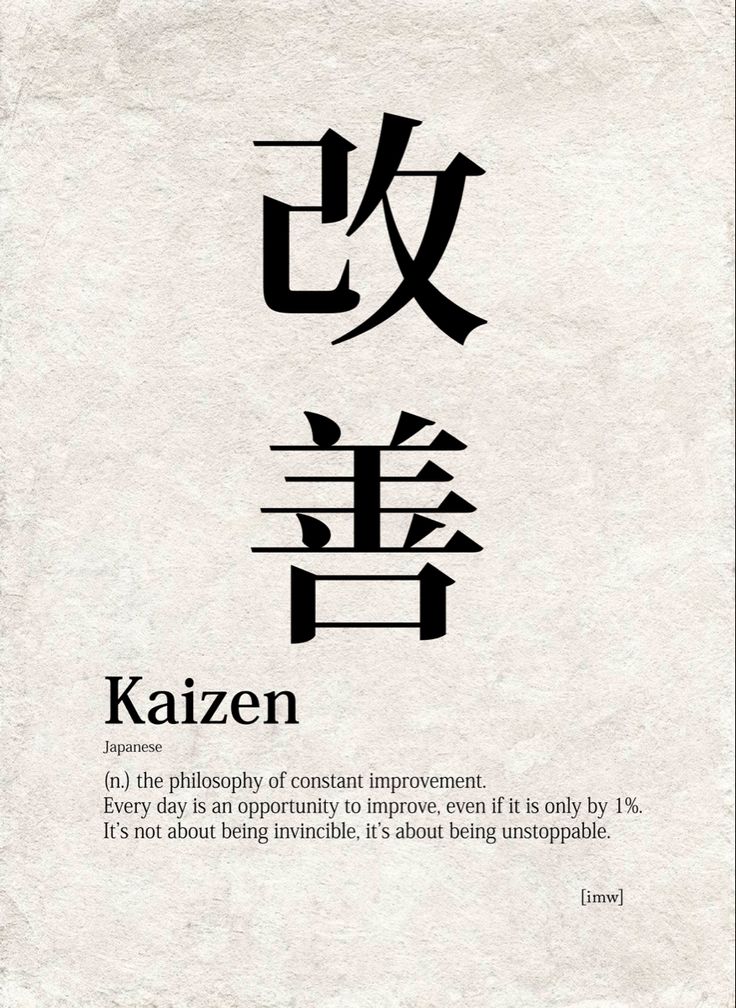 改
善
Kaizen
Japanese
(n.) the philosophy of constant improvement.
Every day is an opportunity to improve, even if it is only by 1%.
It's not about being invincible, it's about being unstoppable.
[imw]